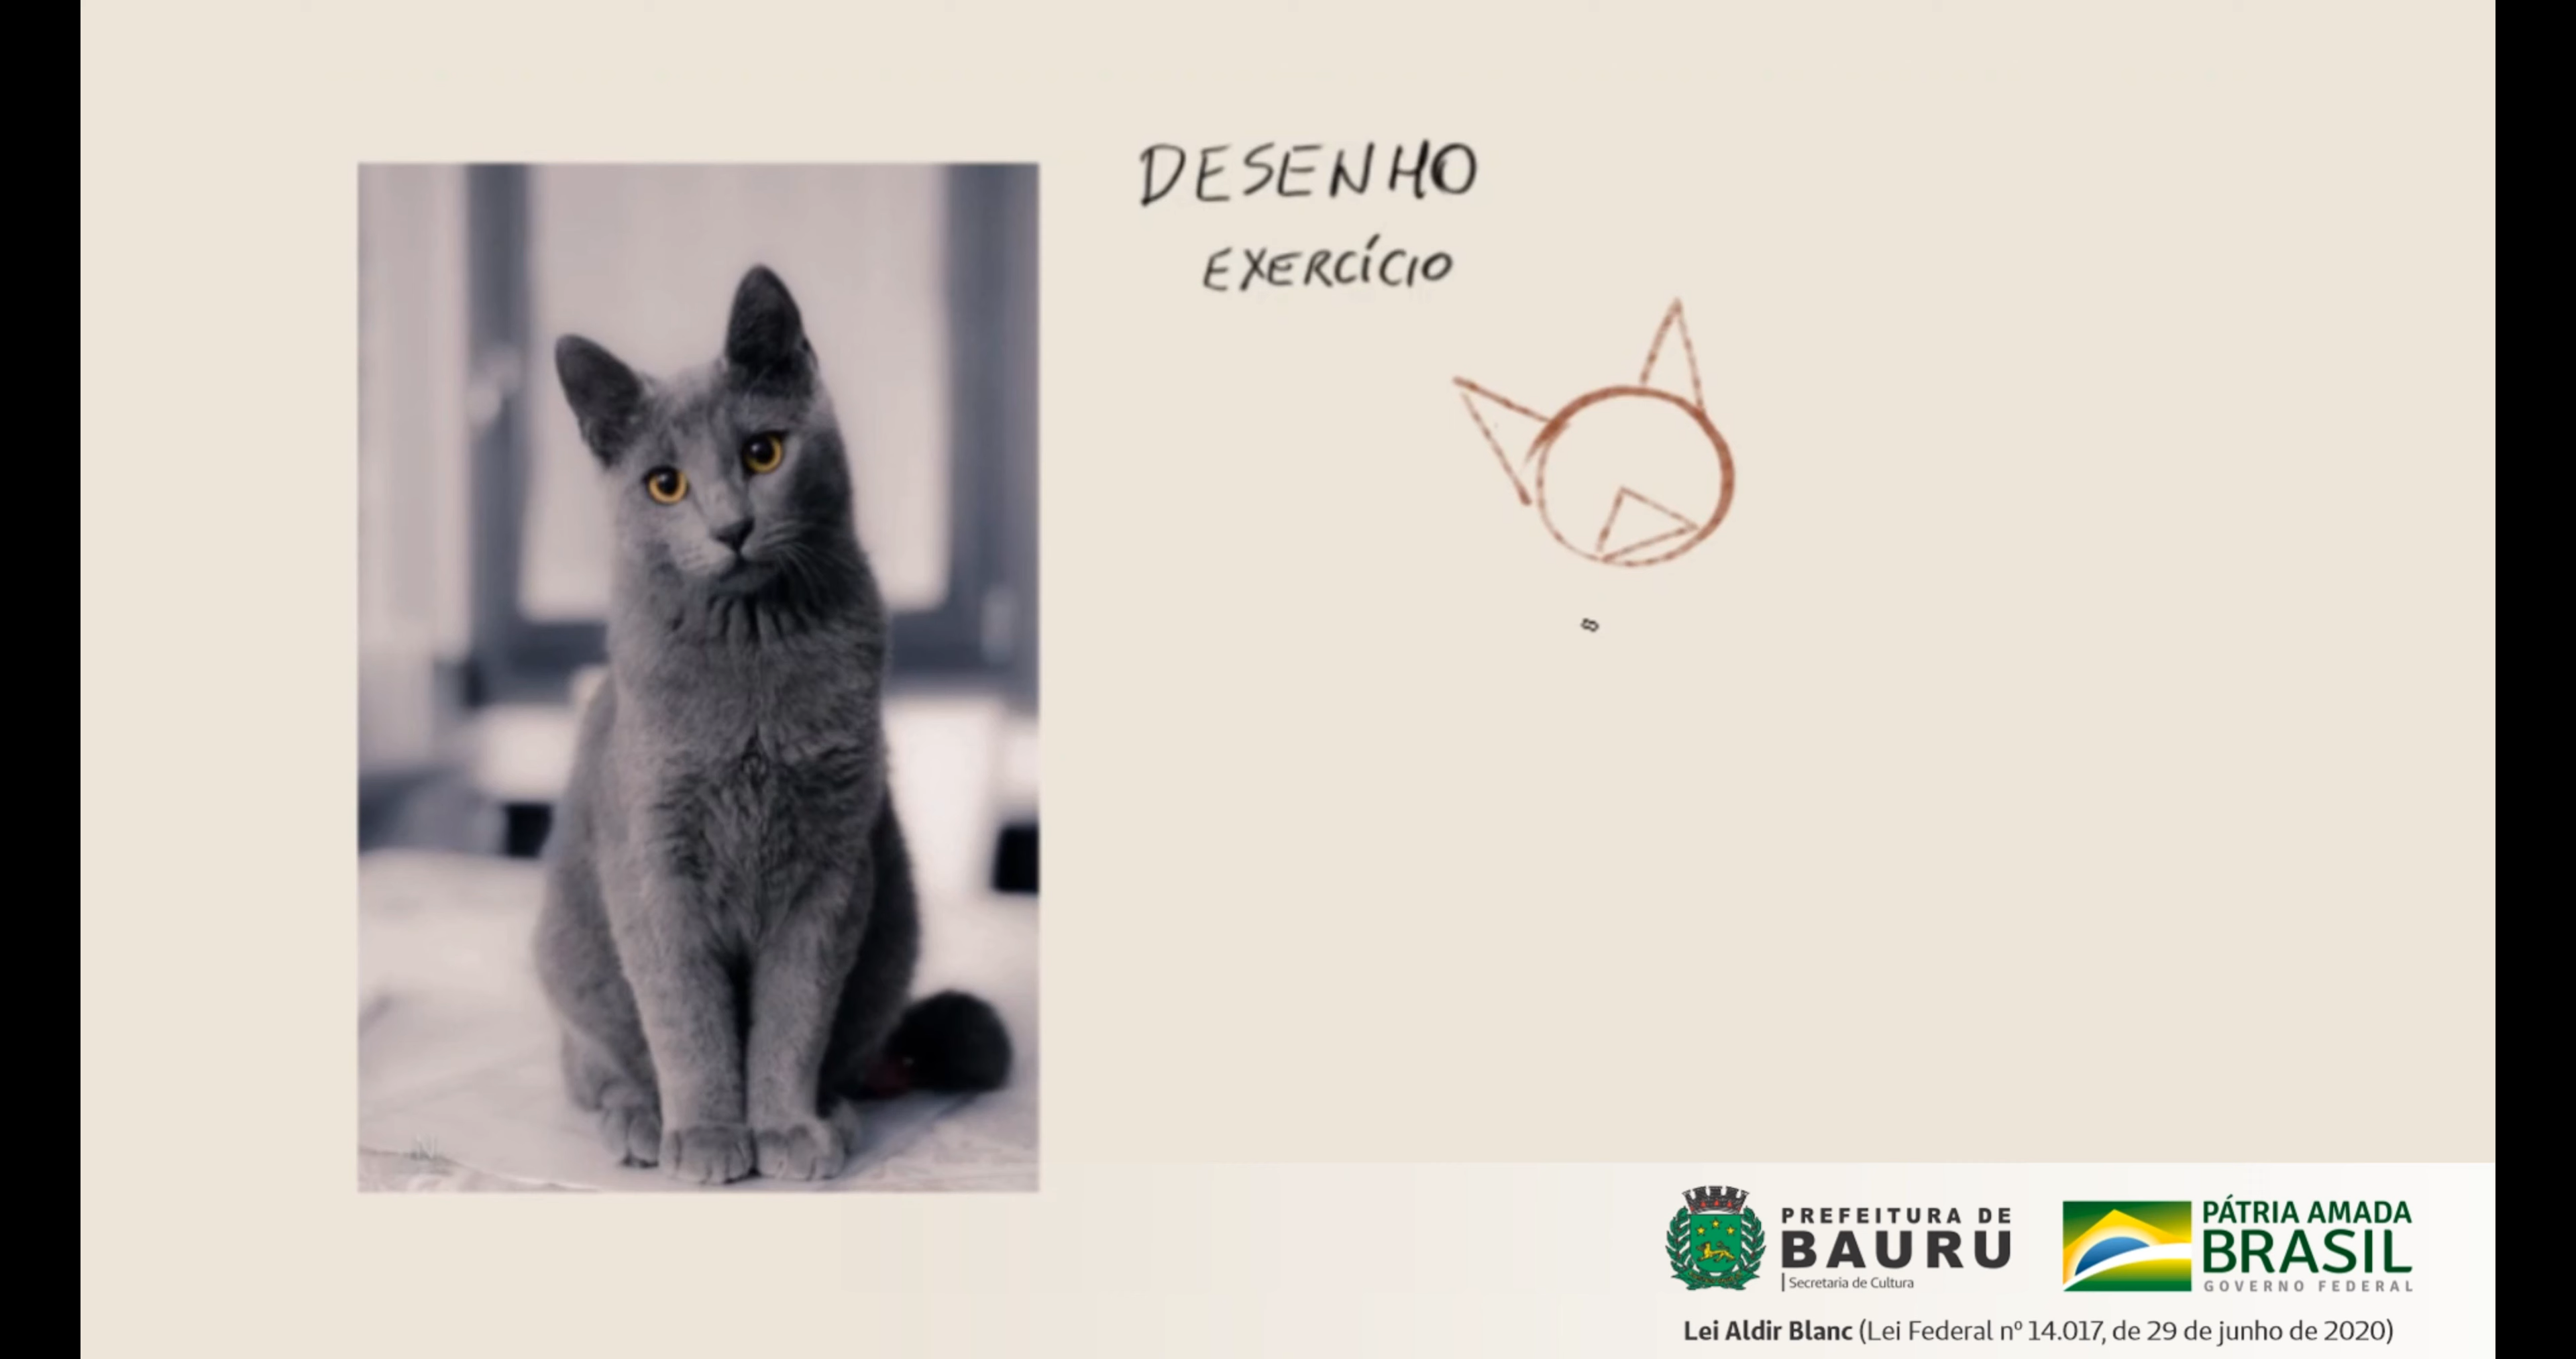 DESENHO
EXERCÍCIO
PREFEITURA DE
BAURU
Secretaria de Cultura
PÁTRIA AMADA
BRASIL
GOVERNO FEDERAL
Lei Aldir Blanc (Lei Federal nº 14.017, de 29 de junho de 2020)